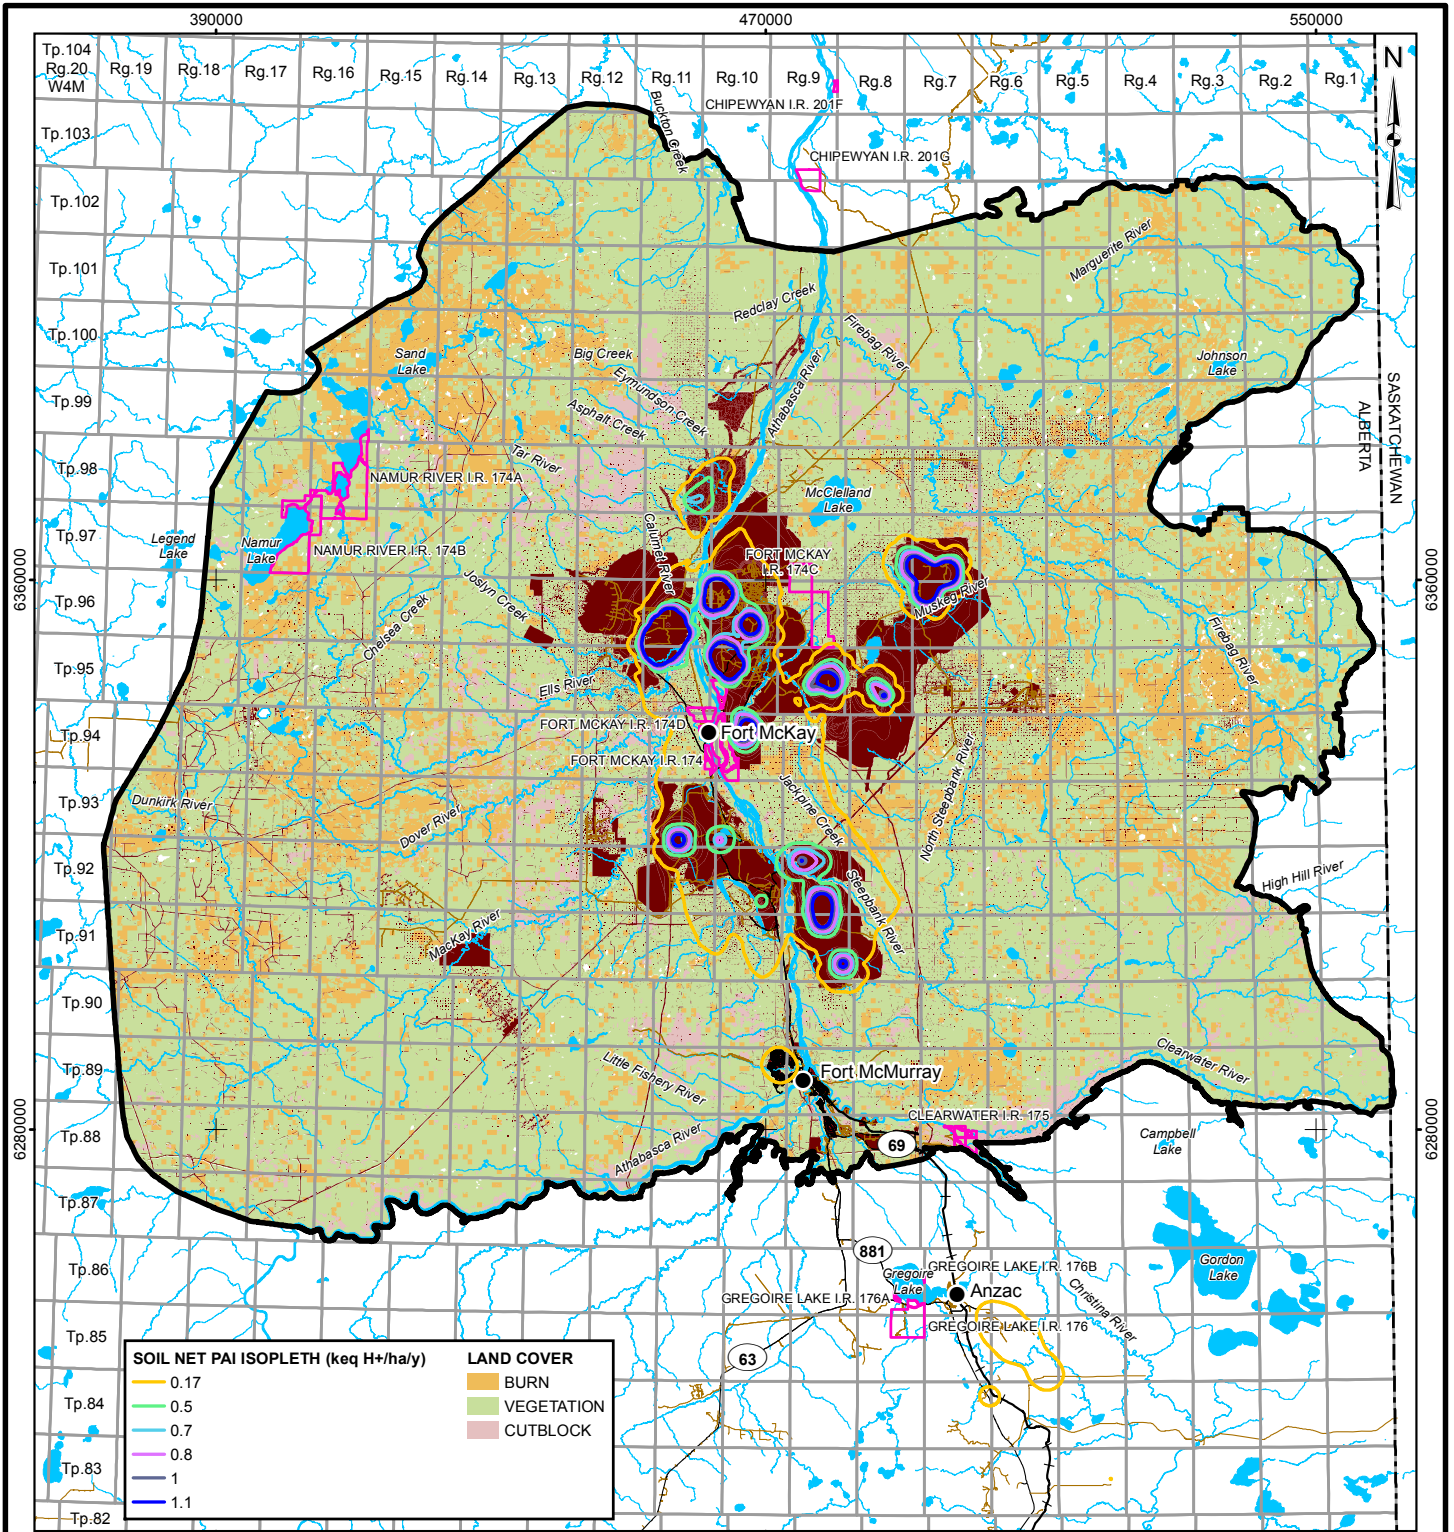 390000
470000
550000
Tp.104
Rg.20
W4M
Rg.19
Rg.18
Rg.17
Rg.16
Rg.15
Rg.14
Rg.13
Rg.12
Rg.11
Rg.10
Rg.9
Rg.8
Rg.7
Rg.6
Rg.5
Rg.4
Rg.3
Rg.2
Rg.1
N
CHIPEWYAN I.R. 201F
Buckton Creek
Tp.103
CHIPEWYAN I.R. 201G
Tp.102
Marguerite River
Tp.101
Redclay Creek
Tp.100
Firebag River
Big Creek
Sand
Lake
Johnson
Lake
Athabasca River
Eymundson Creek
Tp.99
Asphalt Creek
SASKATCHEWAN
ALBERTA
Tar River
Tp.98
NAMUR RIVER I.R. 174A
McClelland
Lake
Tp.97
Legend
Lake
Namur
Lake
NAMUR RIVER I.R. 174B
Calumet River
FORT MCKAY
I.R. 174C
6360000
6360000
Joslyn Creek
Muskeg River
Tp.96
Chelsea Creek
Firebag River
Tp.95
Ells River
FORT MCKAY I.R. 174D
Tp.94
Fort McKay
FORT MCKAY I.R. 174
North Steepbank River
Jackpine Creek
Tp.93
Dunkirk River
Dover River
Tp.92
High Hill River
Steepbank River
Tp.91
MacKay River
Tp.90
Little Fishery River
Clearwater River
Tp.89
Fort McMurray
CLEARWATER I.R. 175
6280000
6280000
Tp.88
Athabasca River
69
Campbell
Lake
Tp.87
881
Tp.86
GREGOIRE LAKE I.R. 176B
Gregoire
Lake
Gordon
Lake
Anzac
GREGOIRE LAKE I.R. 176A
Christina River
Tp.85
GREGOIRE LAKE I.R. 176
63
SOIL NET PAI ISOPLETH (keq H+/ha/y)
0.17
0.5
0.7
0.8
1
1.1
LAND COVER
BURN
VEGETATION
CUTBLOCK
Tp.84
Tp.83
Tp.82